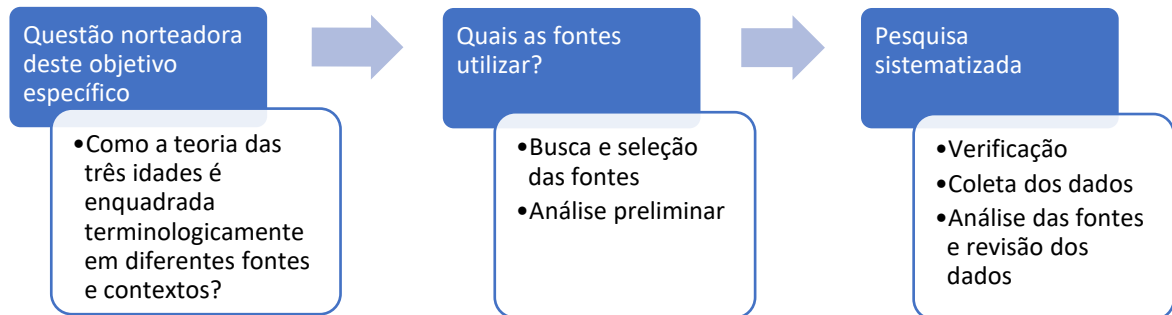 Questão norteadora
deste objetivo
específico
•Como a teoria das
três idades é
enquadrada
terminologicamente
em diferentes fontes
e contextos?
Quais as fontes
utilizar?
•Busca e seleção
das fontes
•Análise preliminar
Pesquisa
sistematizada
•Verificação
•Coleta dos dados
•Análise das fontes
e revisão dos
dados